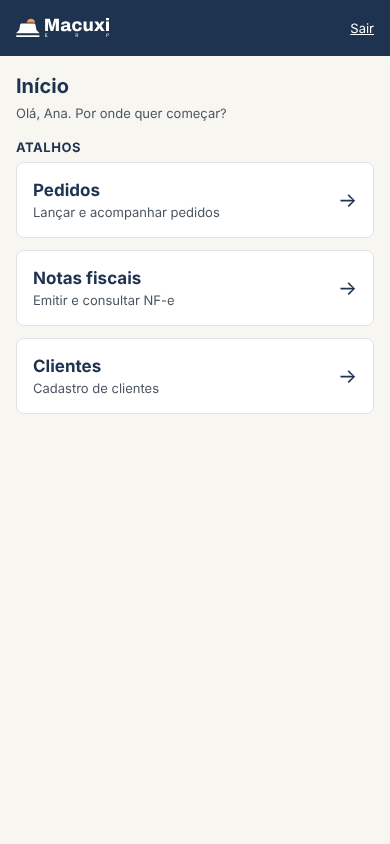 Macuxi
E R P
Sair
Início
Olá, Ana. Por onde quer começar?
ATALHOS
Pedidos
Lançar e acompanhar pedidos
Notas fiscais
Emitir e consultar NF-e
Clientes
Cadastro de clientes